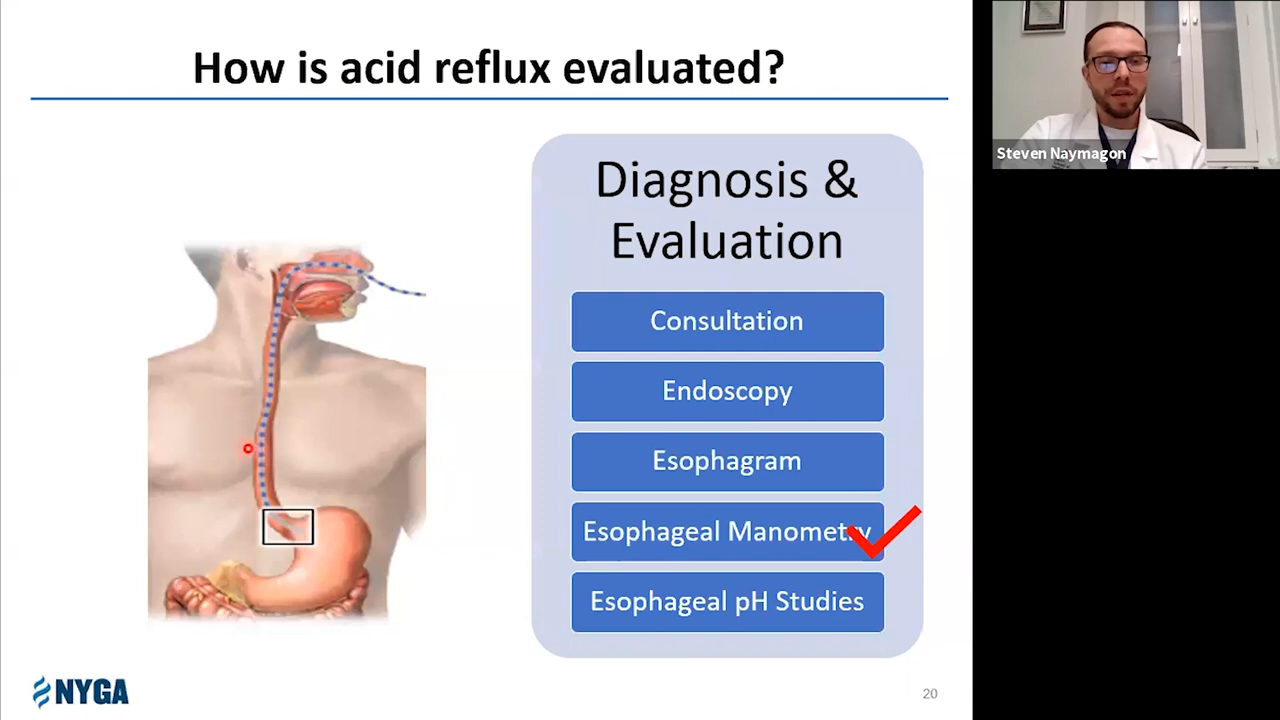 How is acid reflux evaluated?
Steven Naymagon
Diagnosis &
Evaluation
Consultation
Endoscopy
Esophagram
Esophageal Manometry
Esophageal pH Studies
NYGA
20